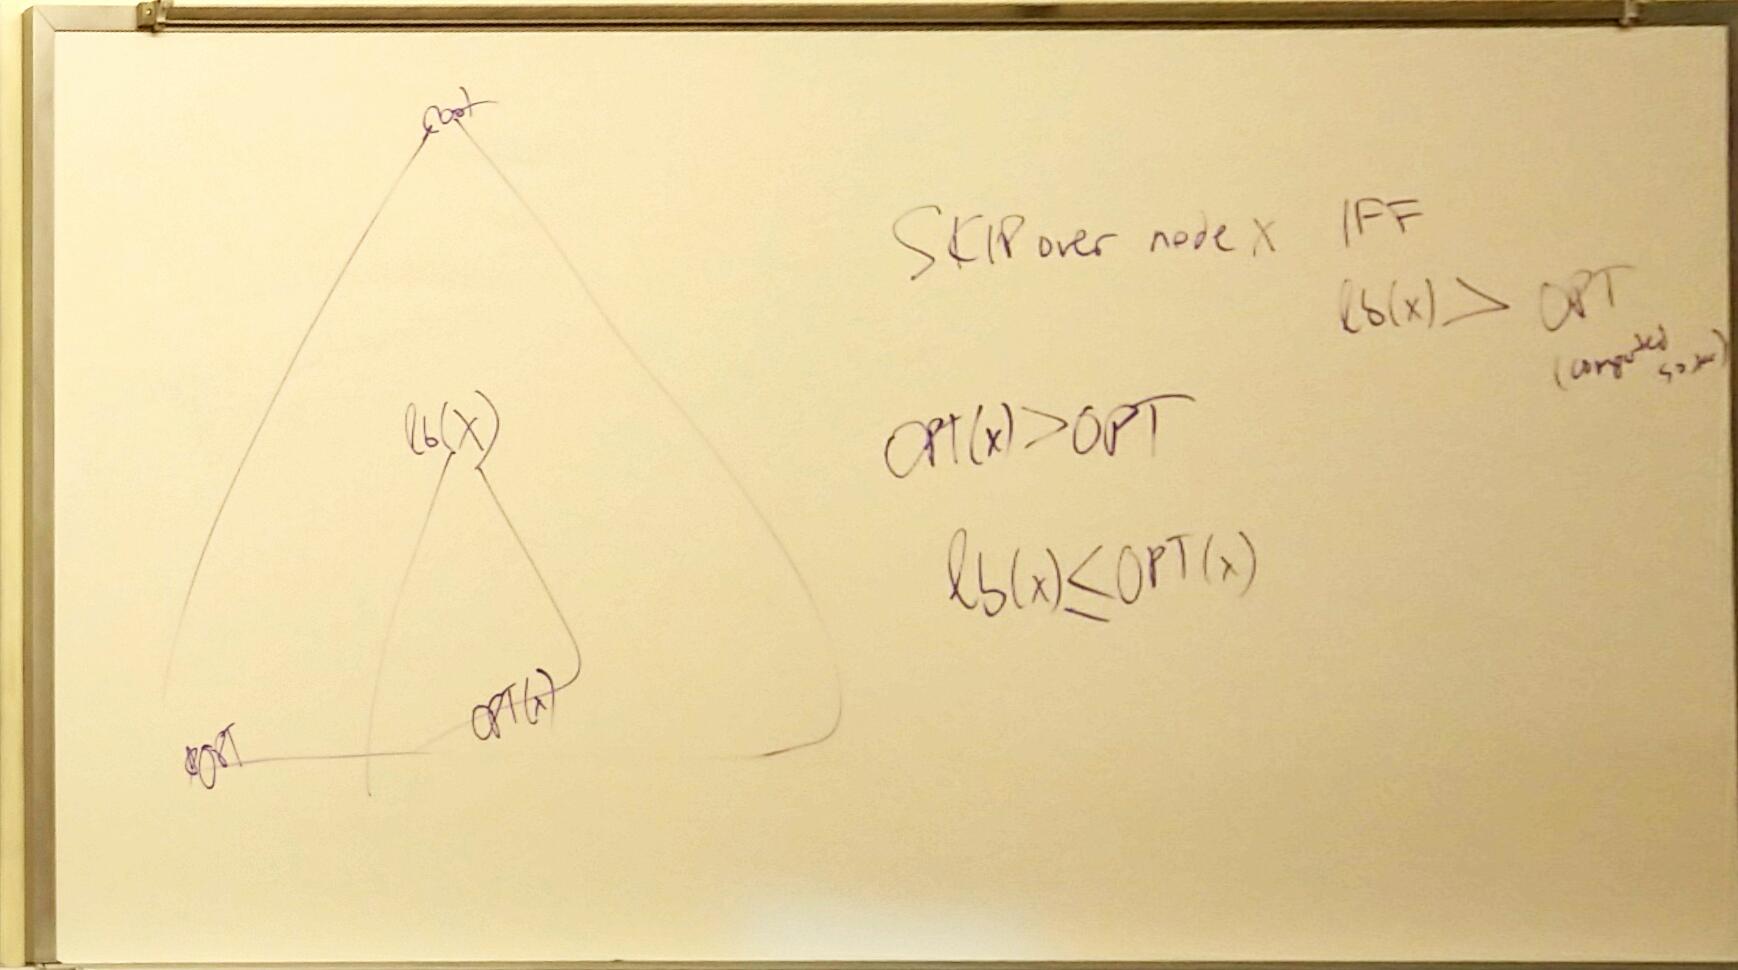 root
lb(x)
OPT(x)
OPT
SKIP over node x IFF
lb(x) > OPT
(computed so far)
OPT(x) > OPT
lb(x) ≤ OPT(x)